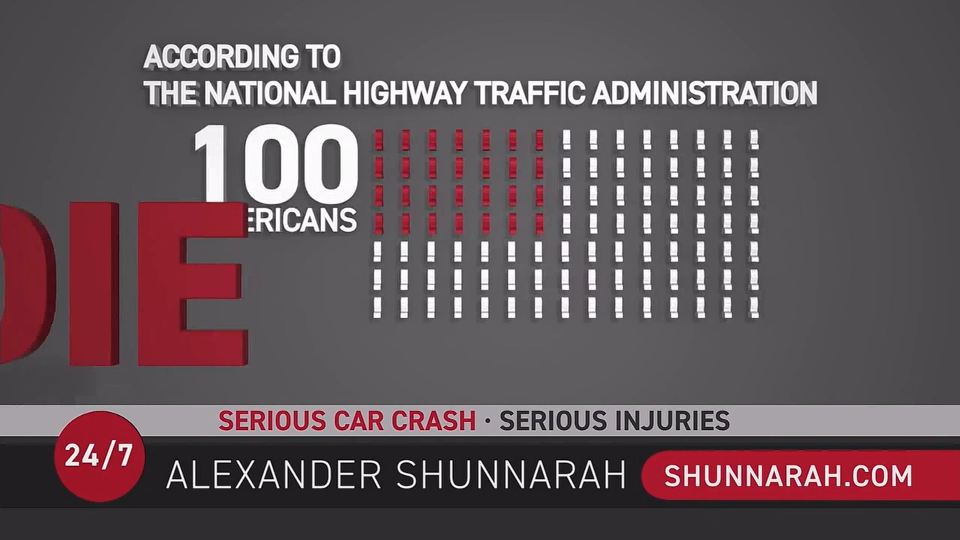 ACCORDING TO
THE NATIONAL HIGHWAY TRAFFIC ADMINISTRATION
100
ERICANS
DIE
SERIOUS CAR CRASH · SERIOUS INJURIES
24/7
ALEXANDER SHUNNARAH
SHUNNARAH.COM